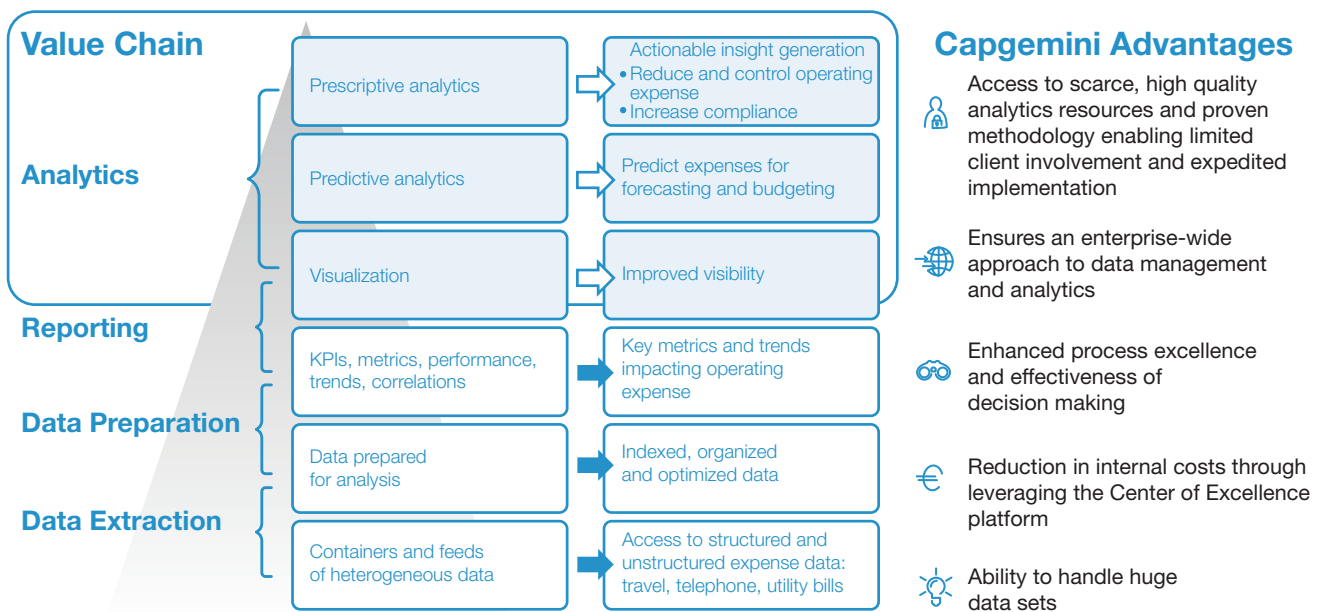 Value Chain
Analytics
Reporting
Data Preparation
Data Extraction
Prescriptive analytics
Actionable insight generation
• Reduce and control operating
expense
• Increase compliance
Predictive analytics
Predict expenses for
forecasting and budgeting
Visualization
Improved visibility
KPIs, metrics, performance,
trends, correlations
Key metrics and trends
impacting operating
expense
Data prepared
for analysis
Indexed, organized
and optimized data
Containers and feeds
of heterogeneous data
Access to structured and
unstructured expense data:
travel, telephone, utility bills
Capgemini Advantages
Access to scarce, high quality
analytics resources and proven
methodology enabling limited
client involvement and expedited
implementation
Ensures an enterprise-wide
approach to data management
and analytics
Enhanced process excellence
and effectiveness of
decision making
€
Reduction in internal costs through
leveraging the Center of Excellence
platform
Ability to handle huge
data sets